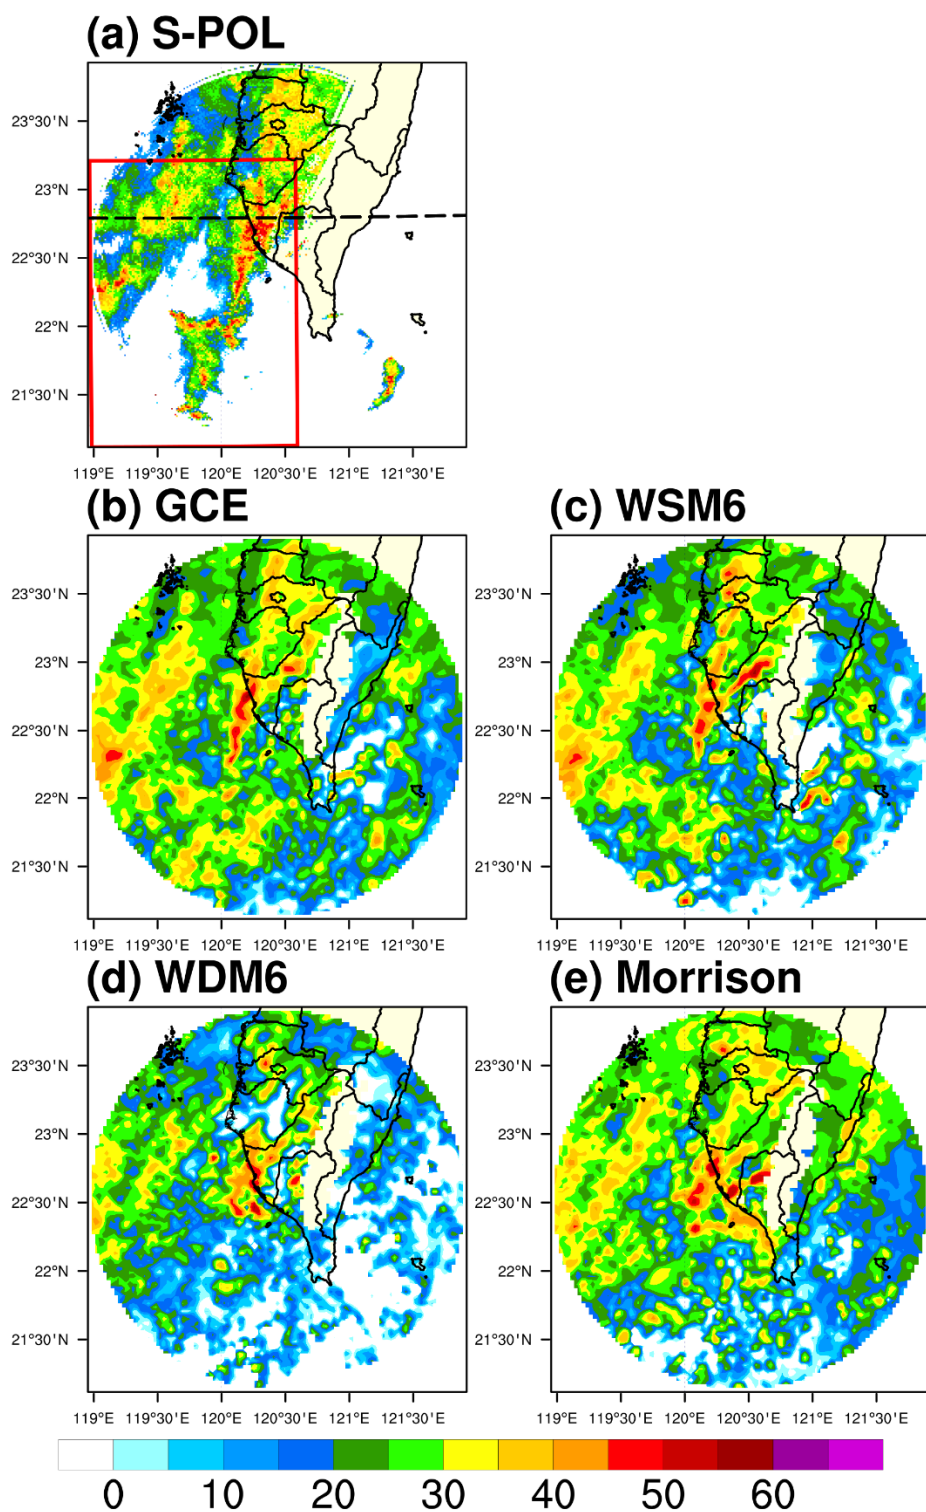 (a) S-POL
23°30'N
23°N
22°30'N
22°N
21°30'N
119°E 119°30'E 120°E 120°30'E 121°E 121°30'E
(b) GCE
(c) WSM6
23°30'N
23°N
22°30'N
22°N
21°30'N
23°30'N
23°N
22°30'N
22°N
21°30'N
119°E 119°30'E 120°E 120°30'E 121°E 121°30'E
119°E 119°30'E 120°E 120°30'E 121°E 121°30'E
(d) WDM6
(e) Morrison
23°30'N
23°N
22°30'N
22°N
21°30'N
23°30'N
23°N
22°30'N
22°N
21°30'N
119°E 119°30'E 120°E 120°30'E 121°E 121°30'E
119°E 119°30'E 120°E 120°30'E 121°E 121°30'E
0 10 20 30 40 50 60